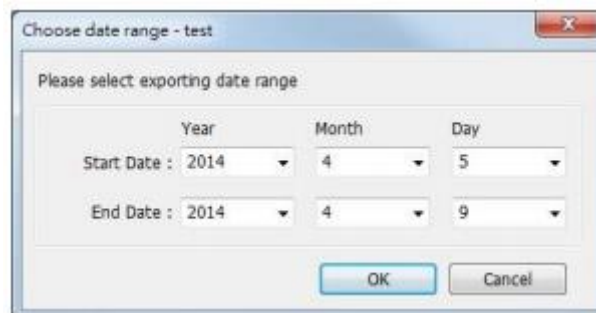 Choose date range - test
Please select exporting date range
Year Month Day
Start Date : 2014 4 5
End Date : 2014 4 9
OK Cancel